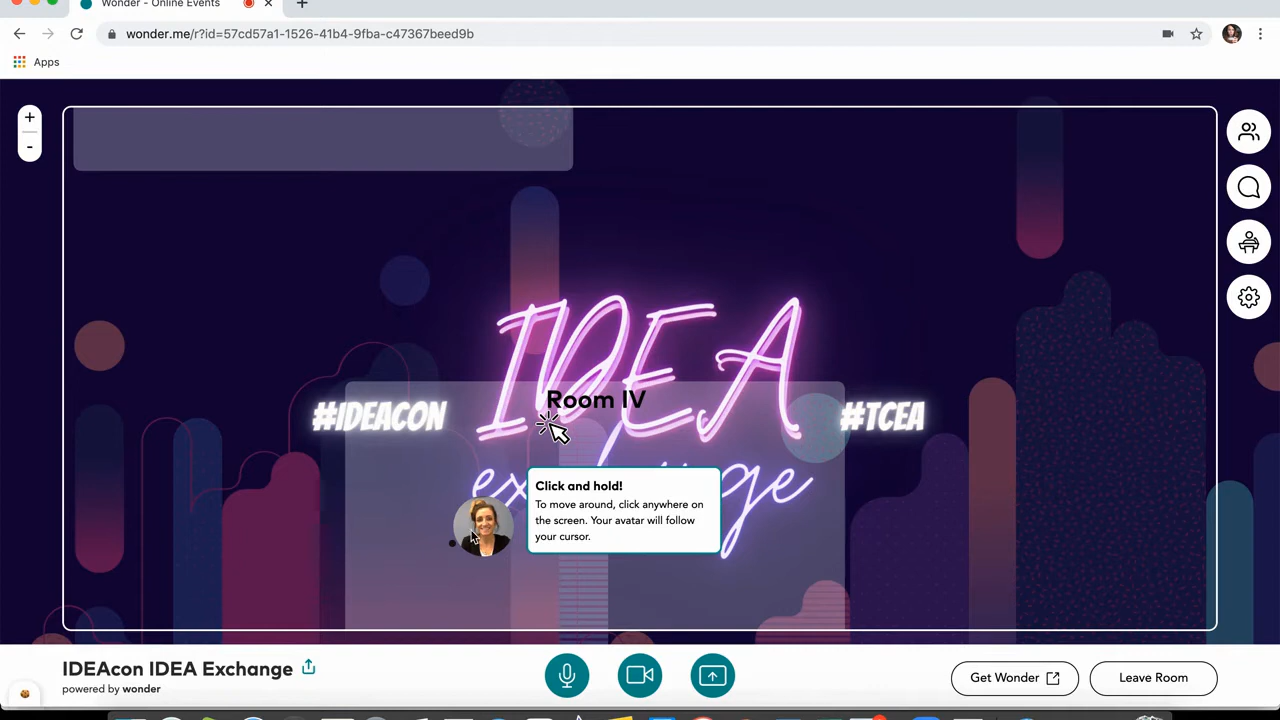 Wonder - Online Events
wonder.me/r?id=57cd57a1-1526-41b4-9fba-c47367beed9b
Apps
+
-
IDEA
Room IV
#IDEACON
#TCEA
exchange
Click and hold!
To move around, click anywhere on
the screen. Your avatar will follow
your cursor.
IDEAcon IDEA Exchange
powered by wonder
Get Wonder
Leave Room